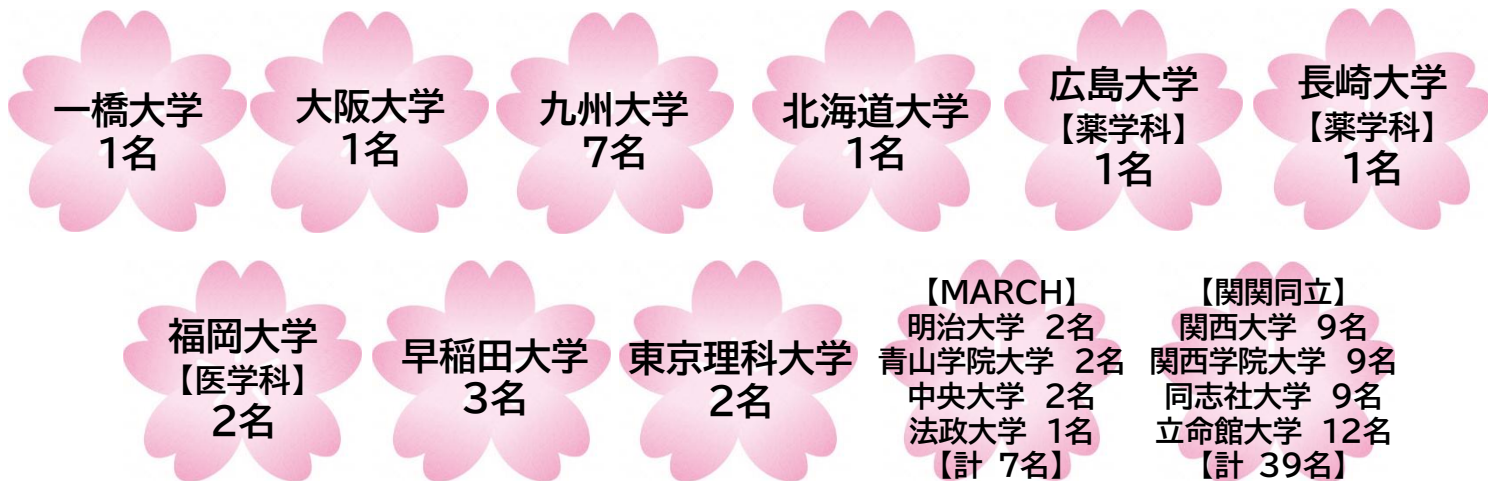 一橋大学
1名
大阪大学
1名
九州大学
7名
北海道大学
1名
広島大学
【薬学科】
1名
長崎大学
【薬学科】
1名
福岡大学
【医学科】
2名
早稲田大学
3名
東京理科大学
2名
【MARCH】
明治大学 2名
青山学院大学 2名
中央大学 2名
法政大学 1名
【計 7名】
【関関同立】
関西大学 9名
関西学院大学 9名
同志社大学 9名
立命館大学 12名
【計 39名】